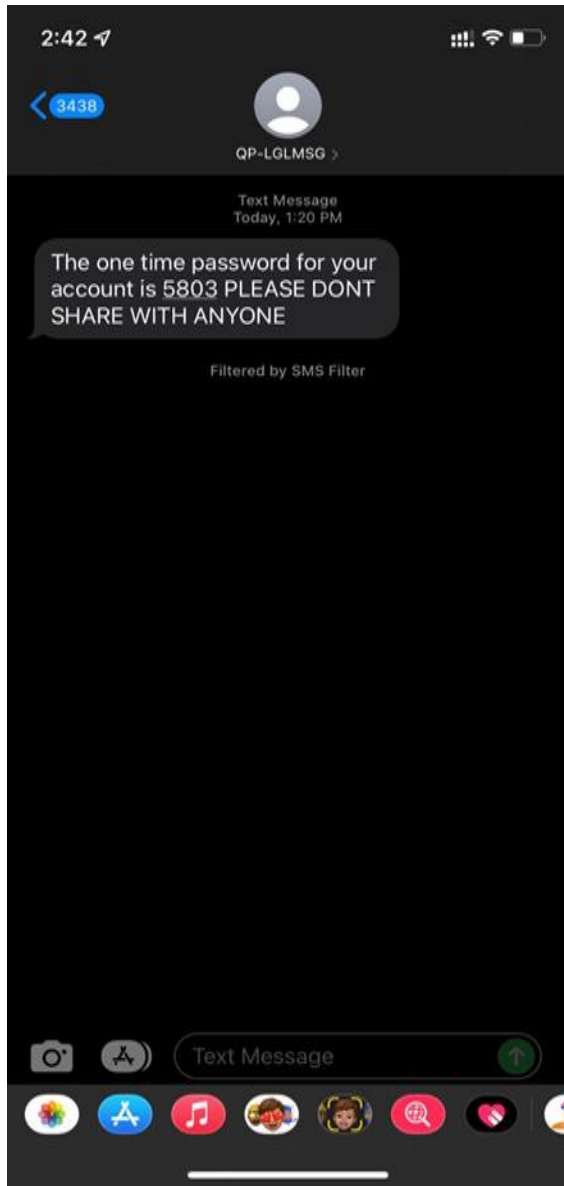 2:42
3438
QP-LGLMSG >
Text Message
Today, 1:20 PM
The one time password for your
account is 5803 PLEASE DONT
SHARE WITH ANYONE
Filtered by SMS Filter
Text Message